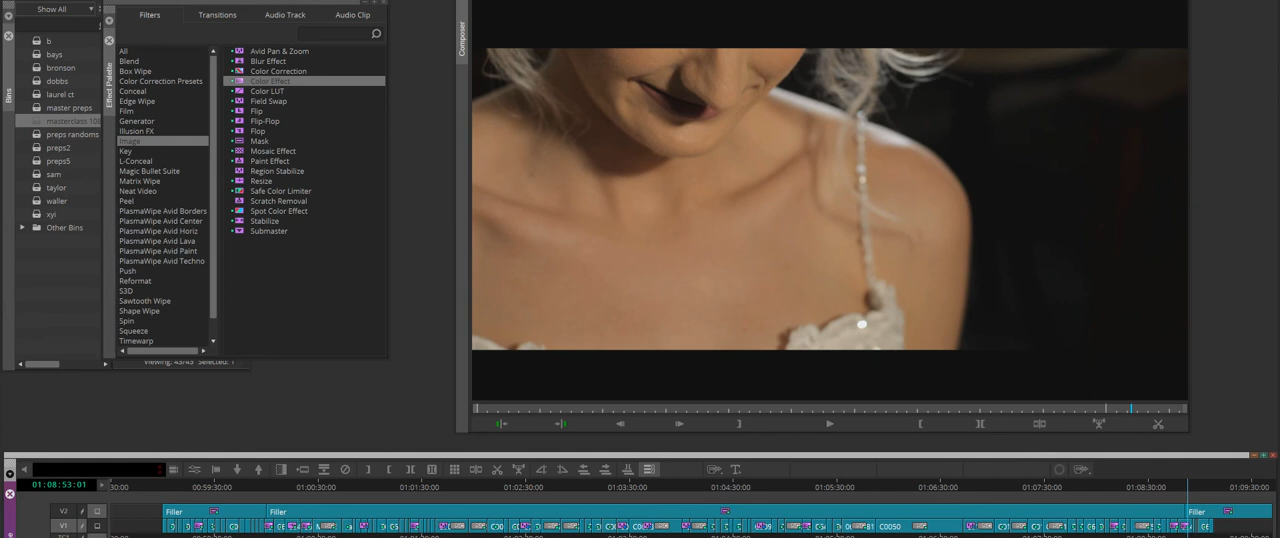 Show All
Bins
b
bays
bronson
dobbs
laurel ct
master preps
masterclass 108
preps randoms
preps2
preps5
sam
taylor
waller
xyi
Other Bins
Effect Palette
Filters
Transitions
Audio Track
Audio Clip
All
Blend
Box Wipe
Color Correction Presets
Conceal
Edge Wipe
Film
Generator
Illusion FX
Image
Key
L-Conceal
Magic Bullet Suite
Matrix Wipe
Neat Video
Peel
PlasmaWipe Avid Borders
PlasmaWipe Avid Center
PlasmaWipe Avid Horiz
PlasmaWipe Avid Lava
PlasmaWipe Avid Paint
PlasmaWipe Avid Techno
Push
Reformat
S3D
Sawtooth Wipe
Shape Wipe
Spin
Squeeze
Timewarp
Avid Pan & Zoom
Blur Effect
Color Correction
Color Effect
Color LUT
Field Swap
Flip
Flip-Flop
Flop
Mask
Mosaic Effect
Paint Effect
Region Stabilize
Resize
Safe Color Limiter
Scratch Removal
Spot Color Effect
Stabilize
Submaster
Viewing: 43/43 Selected: 1
Composer
01:08:53:01
30:00 00:59:30:00 01:00:30:00 01:01:30:00 01:02:30:00 01:03:30:00 01:04:30:00 01:05:30:00 01:06:30:00 01:07:30:00 01:08:30:00 01:09:30:00
V2 Filler Filler Filler
V1 C0050